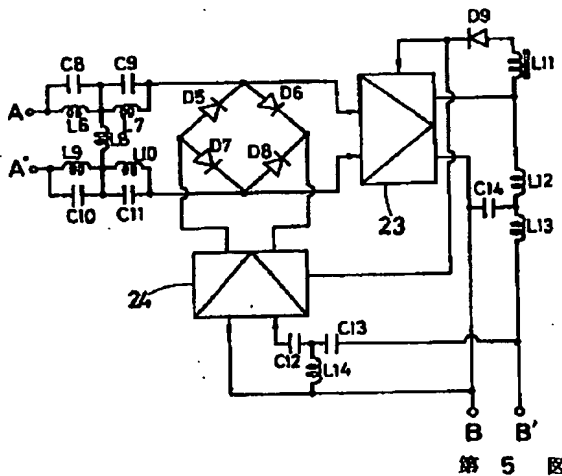 D9
L11
C8 C9
A
L6 L7
L8
D5 D6
D7 D8
A'
L9 L10
C10 C11
23
C14
L12
L13
24
C12 C13
L14
B B'
第 5 図